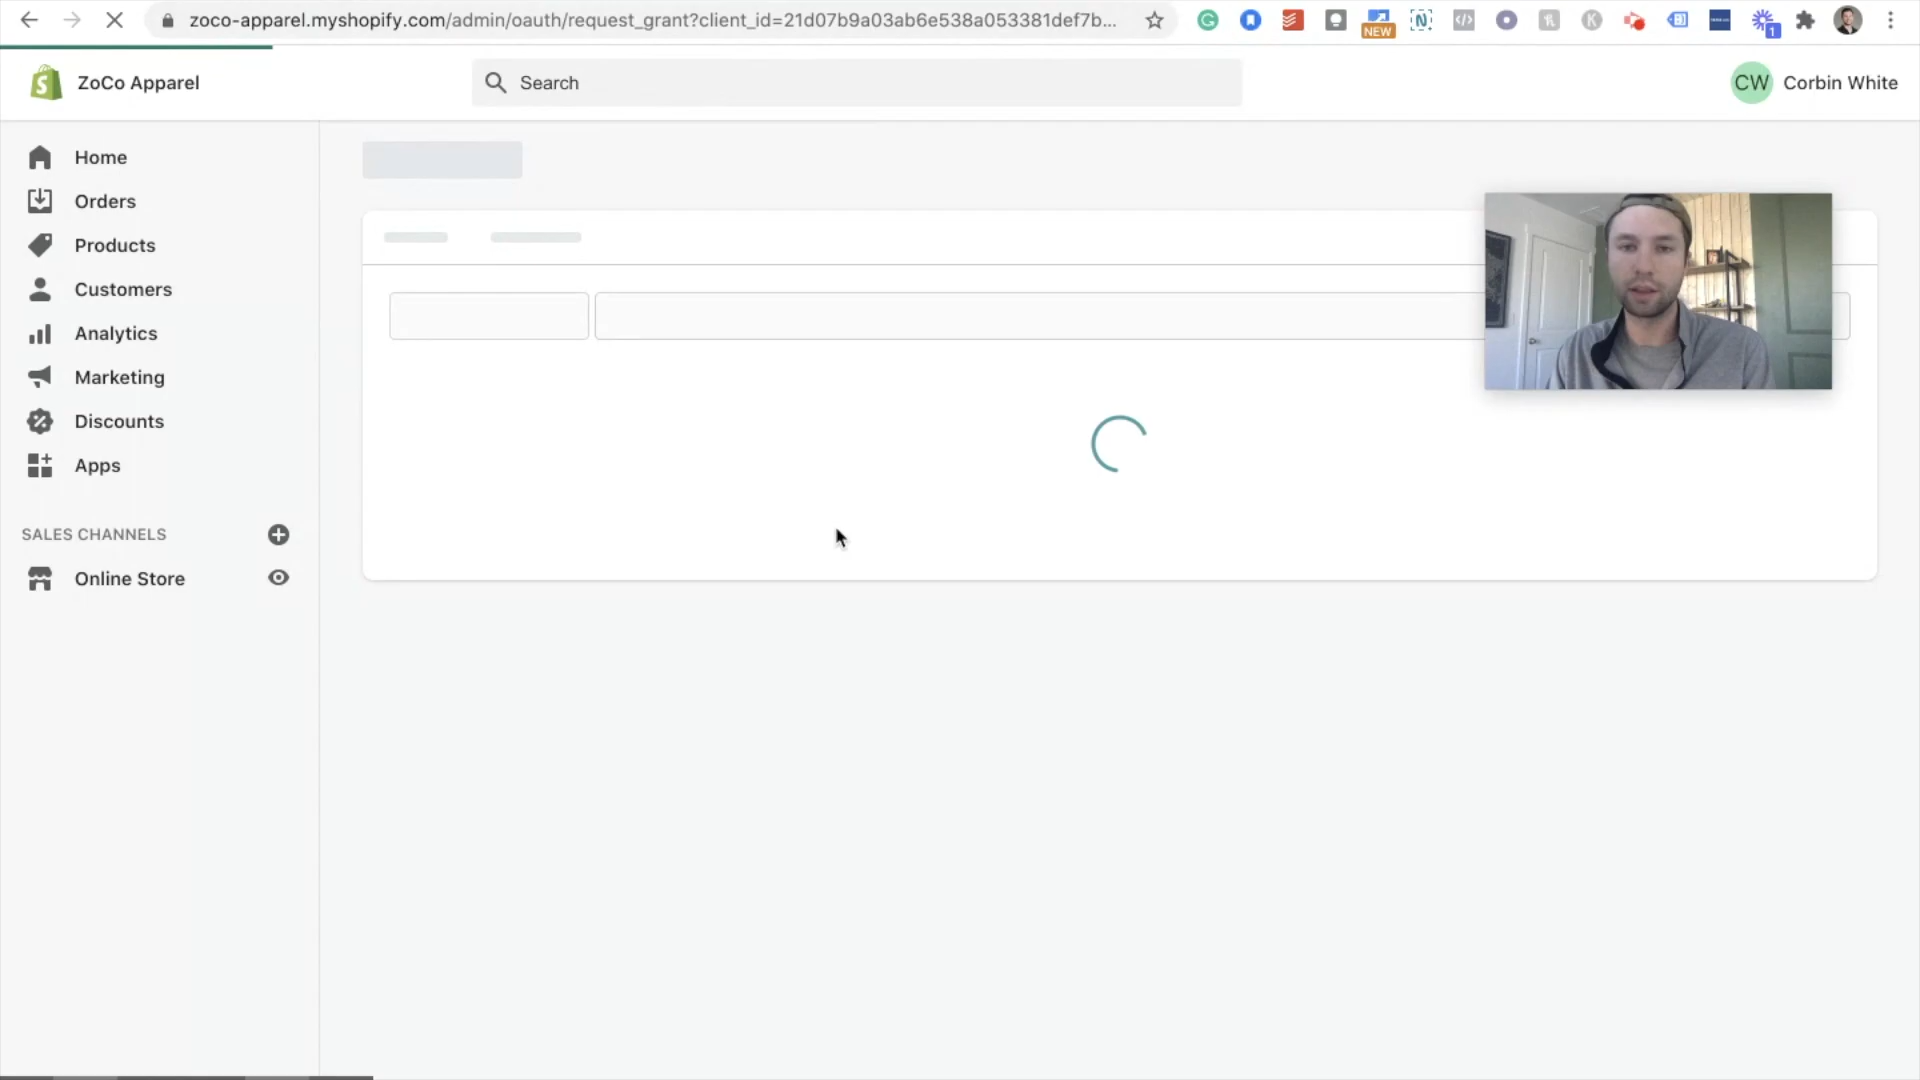 zoco-apparel.myshopify.com/admin/oauth/request_grant?client_id=21d07b9a03ab6e538a053381def7b...
NEW
1
ZoCo Apparel
Search
CW
Corbin White
Home
Orders
Products
Customers
Analytics
Marketing
Discounts
Apps
SALES CHANNELS
Online Store